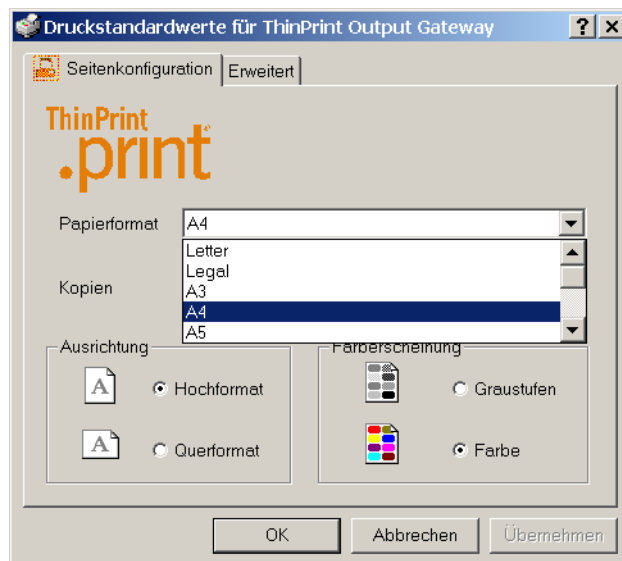 Druckstandardwerte für ThinPrint Output Gateway
Seitenkonfiguration
Erweitert
ThinPrint
.print
Papierformat
A4
Letter
Legal
A3
A4
A5
Kopien
Ausrichtung
A
Hochformat
A
Querformat
Farberscheinung
Graustufen
Farbe
OK
Abbrechen
Übernehmen